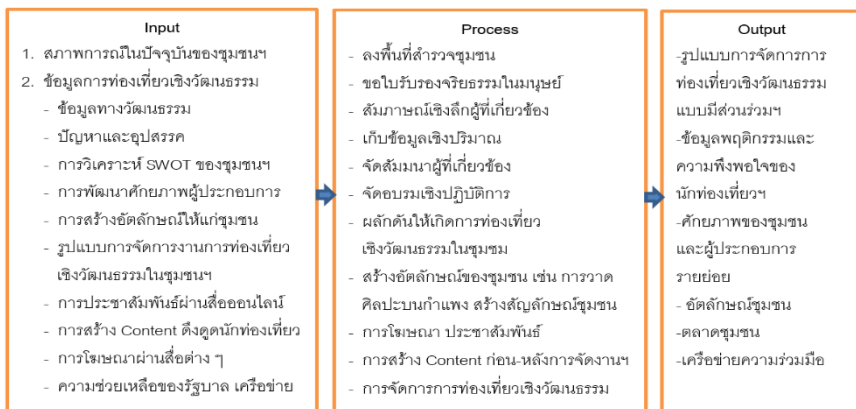 Input
1. สภาพการณ์ในปัจจุบันของชุมชนฯ
2. ข้อมูลการท่องเที่ยวเชิงวัฒนธรรม
- ข้อมูลทางวัฒนธรรม
- ปัญหาและอุปสรรค
- การวิเคราะห์ SWOT ของชุมชนฯ
- การพัฒนาศักยภาพผู้ประกอบการ
- การสร้างอัตลักษณ์ให้แก่ชุมชน
- รูปแบบการจัดการงานการท่องเที่ยว
เชิงวัฒนธรรมในชุมชนฯ
- การประชาสัมพันธ์ผ่านสื่อออนไลน์
- การสร้าง Content ดึงดูดนักท่องเที่ยว
- การโฆษณาผ่านสื่อต่าง ๆ
- ความช่วยเหลือของรัฐบาล เครือข่าย
Process
- ลงพื้นที่สำรวจชุมชน
- ขอใบรับรองจริยธรรมในมนุษย์
- สัมภาษณ์เชิงลึกผู้ที่เกี่ยวข้อง
- เก็บข้อมูลเชิงปริมาณ
- จัดสัมมนาผู้ที่เกี่ยวข้อง
- จัดอบรมเชิงปฏิบัติการ
- ผลักดันให้เกิดการท่องเที่ยว
เชิงวัฒนธรรมในชุมชม
- สร้างอัตลักษณ์ของชุมชน เช่น การวาด
ศิลปะบนกำแพง สร้างสัญลักษณ์ชุมชน
- การโฆษณา ประชาสัมพันธ์
- การสร้าง Content ก่อน-หลังการจัดงานฯ
- การจัดการการท่องเที่ยวเชิงวัฒนธรรม
Output
-รูปแบบการจัดการการ
ท่องเที่ยวเชิงวัฒนธรรม
แบบมีส่วนร่วมฯ
-ข้อมูลพฤติกรรมและ
ความพึงพอใจของ
นักท่องเที่ยวฯ
-ศักยภาพของชุมชน
และผู้ประกอบการ
รายย่อย
- อัตลักษณ์ชุมชน
-ตลาดชุมชน
-เครือข่ายความร่วมมือ